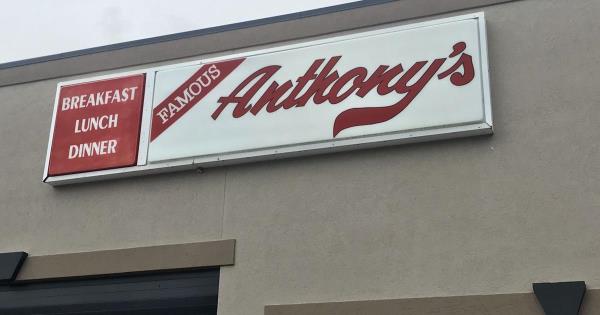 BREAKFAST
LUNCH
DINNER
FAMOUS
Anthony's